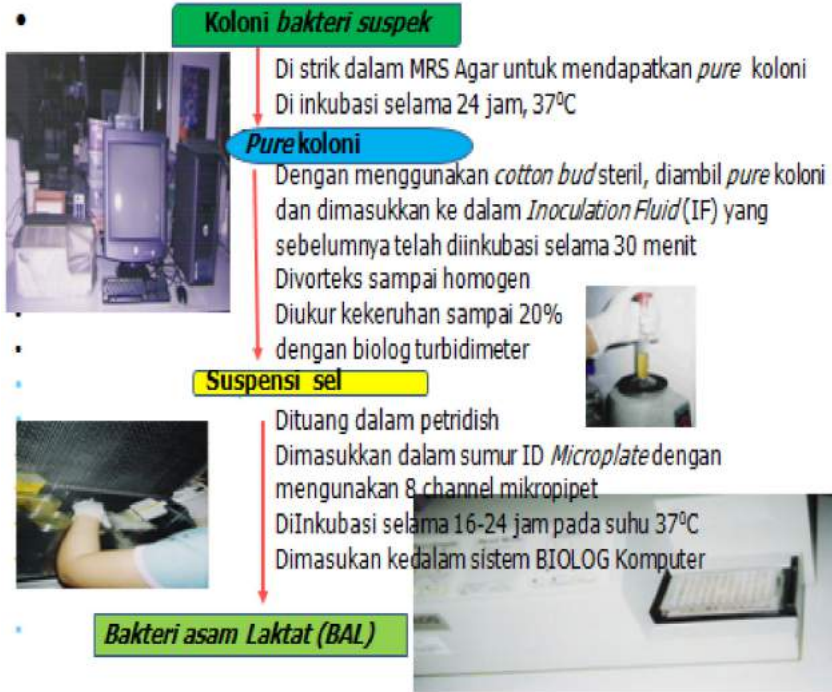 Koloni bakteri suspek
Di strik dalam MRS Agar untuk mendapatkan pure koloni
Di inkubasi selama 24 jam, 37⁰C
Pure koloni
Dengan menggunakan cotton bud steril, diambil pure koloni
dan dimasukkan ke dalam Inoculation Fluid (IF) yang
sebelumnya telah diinkubasi selama 30 menit
Divorteks sampai homogen
Diukur kekeruhan sampai 20%
dengan biolog turbidimeter
Suspensi sel
Dituang dalam petridish
Dimasukkan dalam sumur ID Microplate dengan
mengunakan 8 channel mikropipet
DiInkubasi selama 16-24 jam pada suhu 37⁰C
Dimasukan kedalam sistem BIOLOG Komputer
Bakteri asam Laktat (BAL)